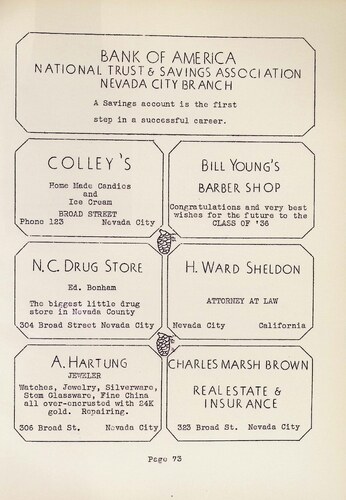 BANK OF AMERICA
NATIONAL TRUST & SAVINGS ASSOCIATION
NEVADA CITY BRANCH
A Savings account is the first
step in a successful career.
COLLEY'S
Home Made Candies
and
Ice Cream
BROAD STREET
Phone 123 Nevada City
BILL YOUNG'S
BARBER SHOP
Congratulations and very best
wishes for the future to the
CLASS OF '36
N.C. DRUG STORE
Ed. Bonham
The biggest little drug
store in Nevada County
304 Broad Street Nevada City
H. WARD SHELDON
ATTORNEY AT LAW
Nevada City California
A. HARTUNG
JEWELER
Watches, Jewelry, Silverware,
Stem Glassware, Fine China
all over-encrusted with 24K
gold. Repairing.
306 Broad St. Nevada City
CHARLES MARSH BROWN
REAL ESTATE &
INSURANCE
323 Broad St. Nevada City
Page 73